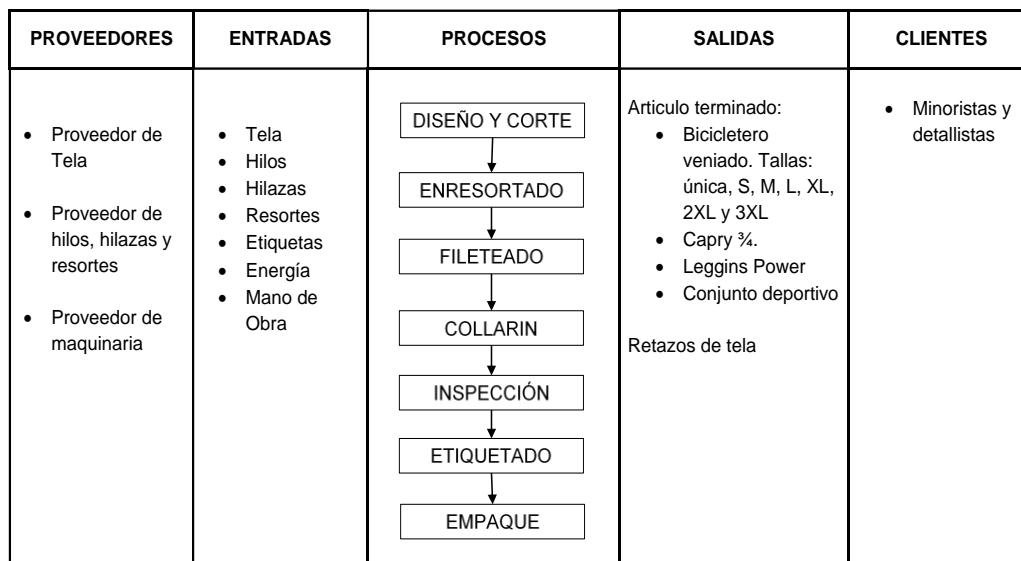 PROVEEDORES
ENTRADAS
PROCESOS
SALIDAS
CLIENTES
• Proveedor de
Tela
• Proveedor de
hilos, hilazas y
resortes
• Proveedor de
maquinaria
• Tela
• Hilos
• Hilazas
• Resortes
• Etiquetas
• Energía
• Mano de
Obra
DISEÑO Y CORTE
ENRESORTADO
FILETEADO
COLLARIN
INSPECCIÓN
ETIQUETADO
EMPAQUE
Articulo terminado:
• Bicicletero
veniado. Tallas:
única, S, M, L, XL,
2XL y 3XL
• Capry ¾.
• Leggins Power
• Conjunto deportivo
Retazos de tela
• Minoristas y
detallistas